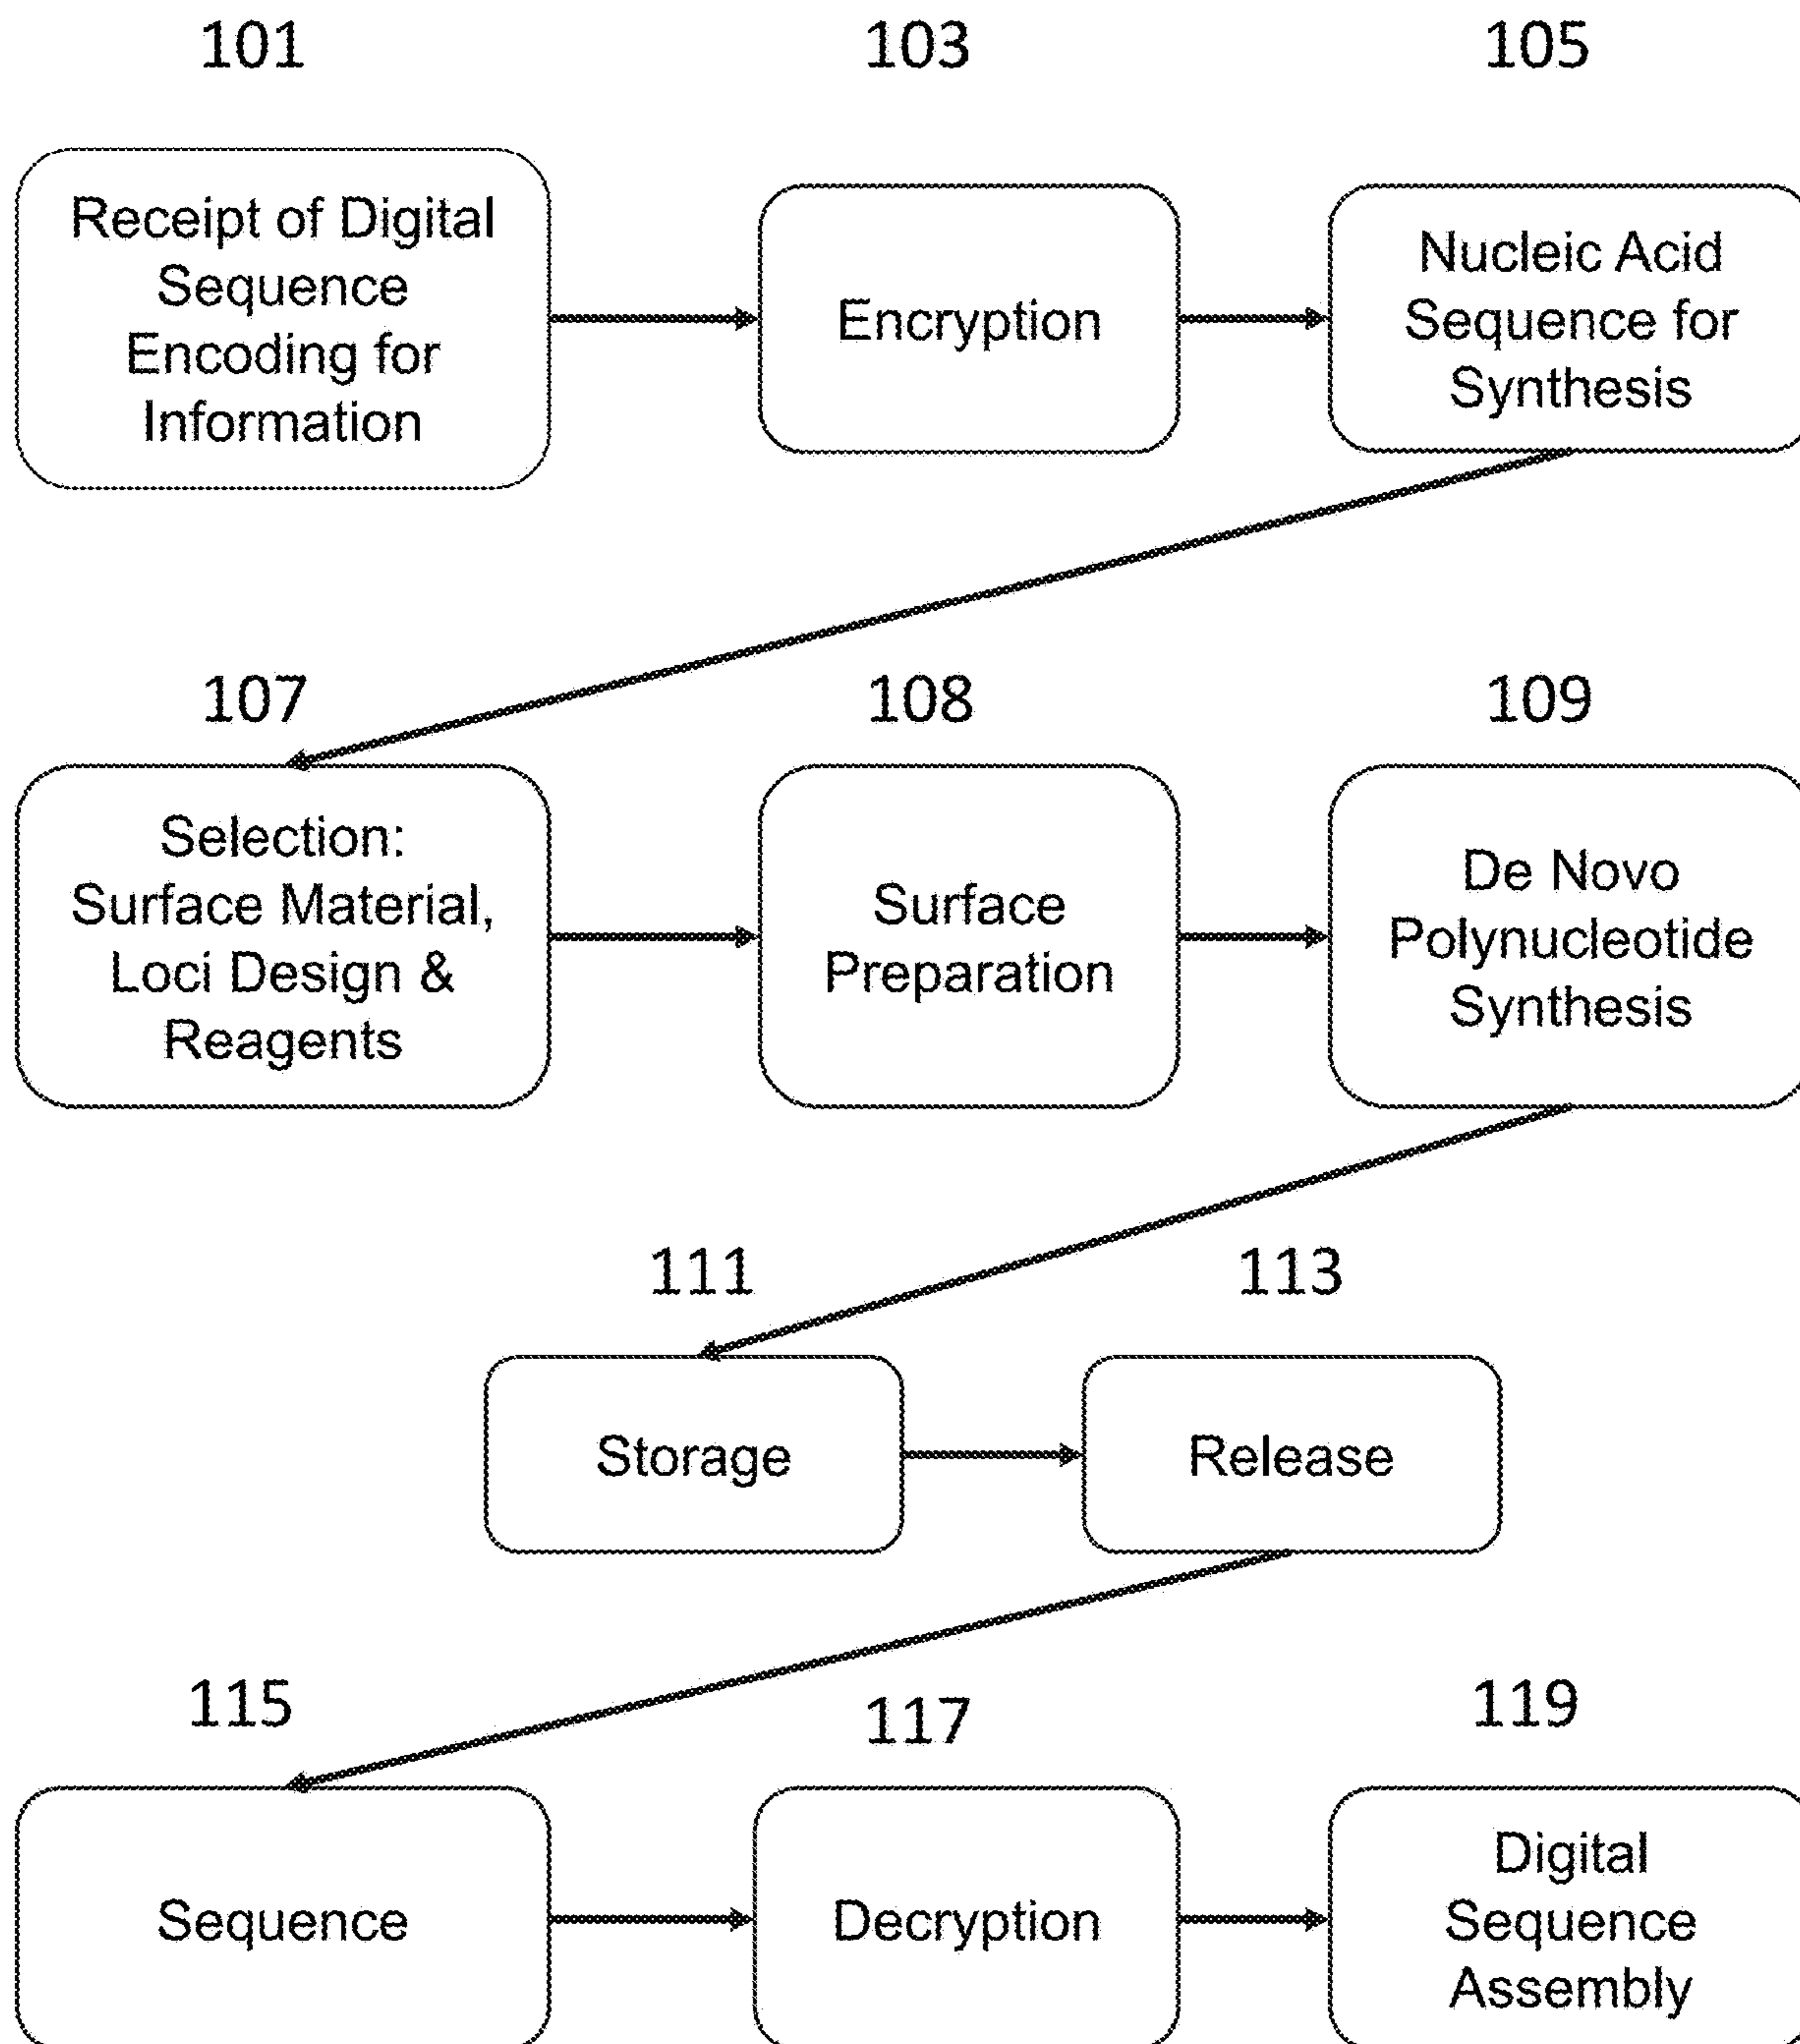 101
103
105
Receipt of Digital
Sequence
Encoding for
Information
Encryption
Nucleic Acid
Sequence for
Synthesis
107
108
109
Selection:
Surface Material,
Loci Design &
Reagents
Surface
Preparation
De Novo
Polynucleotide
Synthesis
111
113
Storage
Release
115
117
119
Sequence
Decryption
Digital
Sequence
Assembly